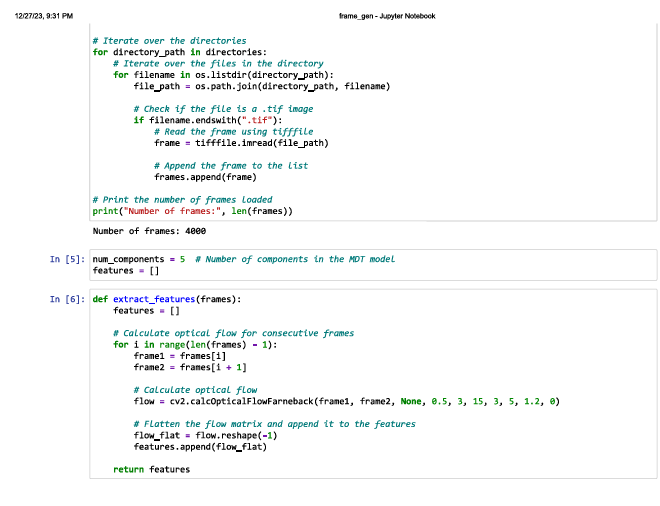 12/27/23, 9:31 PM frame_gen - Jupyter Notebook
# Iterate over the directories
for directory_path in directories:
    # Iterate over the files in the directory
    for filename in os.listdir(directory_path):
        file_path = os.path.join(directory_path, filename)

        # Check if the file is a .tif image
        if filename.endswith(".tif"):
            # Read the frame using tifffile
            frame = tifffile.imread(file_path)

            # Append the frame to the list
            frames.append(frame)

# Print the number of frames loaded
print("Number of frames:", len(frames))
Number of frames: 4000
In [5]: num_components = 5  # Number of components in the MDT model
features = []
In [6]: def extract_features(frames):
    features = []

    # Calculate optical flow for consecutive frames
    for i in range(len(frames) - 1):
        frame1 = frames[i]
        frame2 = frames[i + 1]

        # Calculate optical flow
        flow = cv2.calcOpticalFlowFarneback(frame1, frame2, None, 0.5, 3, 15, 3, 5, 1.2, 0)

        # Flatten the flow matrix and append it to the features
        flow_flat = flow.reshape(-1)
        features.append(flow_flat)

    return features